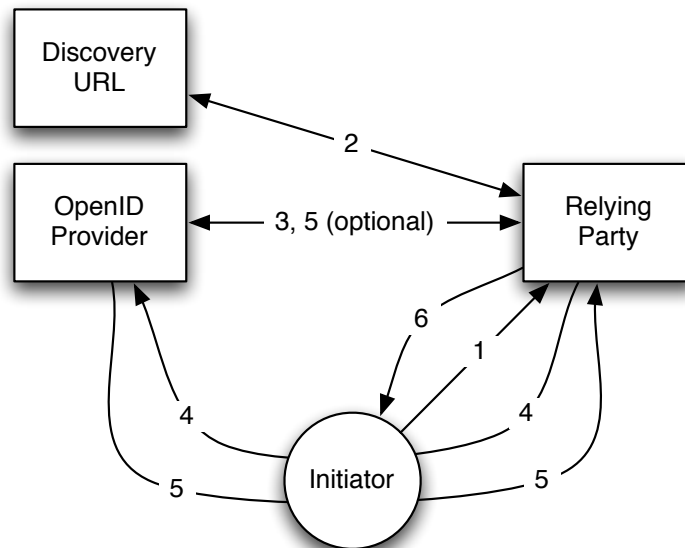 Discovery
URL
2
OpenID
Provider
3, 5 (optional)
Relying
Party
6
1
4
4
5
Initiator
5